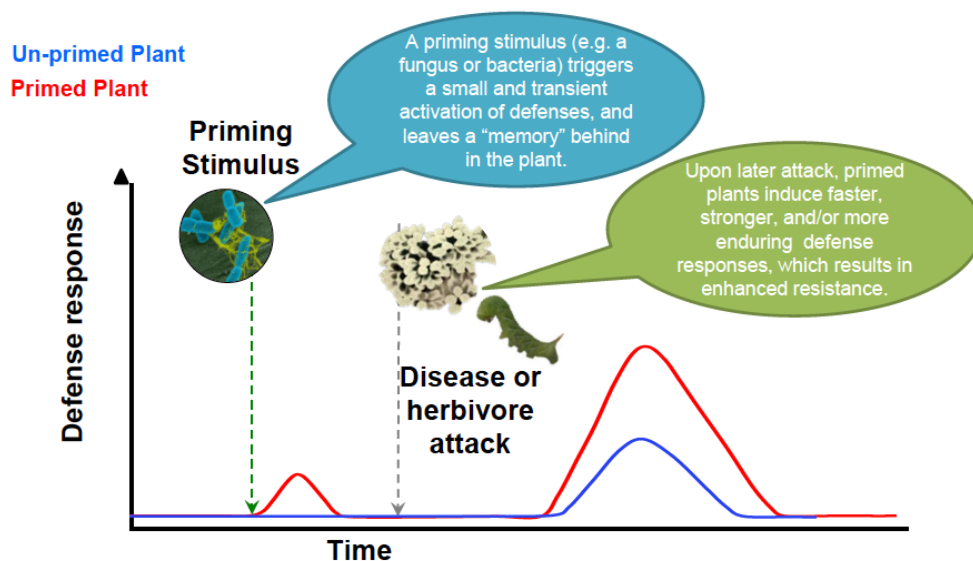 Un-primed Plant
Primed Plant
Priming
Stimulus
A priming stimulus (e.g. a
fungus or bacteria) triggers
a small and transient
activation of defenses, and
leaves a “memory” behind
in the plant.
Upon later attack, primed
plants induce faster,
stronger, and/or more
enduring defense
responses, which results in
enhanced resistance.
Defense response
Disease or
herbivore
attack
Time